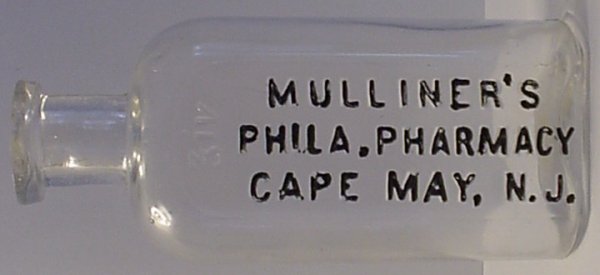 MULLINER'S
PHILA. PHARMACY
CAPE MAY, N.J.